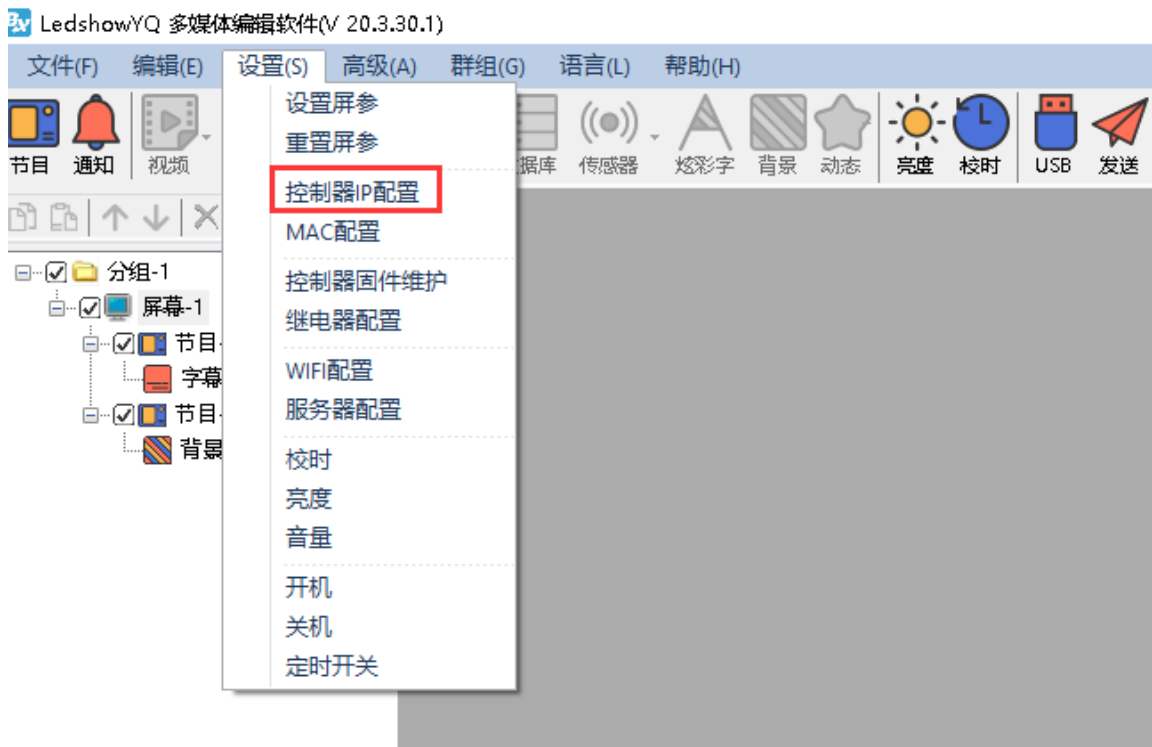 LedshowYQ 多媒体编辑软件(V 20.3.30.1)
文件(F) 编辑(E) 设置(S) 高级(A) 群组(G) 语言(L) 帮助(H)
节目 通知 视频 据库 传感器 炫彩字 背景 动态 亮度 校时 USB 发送
设置屏参
重置屏参
控制器IP配置
MAC配置
控制器固件维护
继电器配置
WIFI配置
服务器配置
校时
亮度
音量
开机
关机
定时开关
分组-1
屏幕-1
节目
字幕
节目
背景